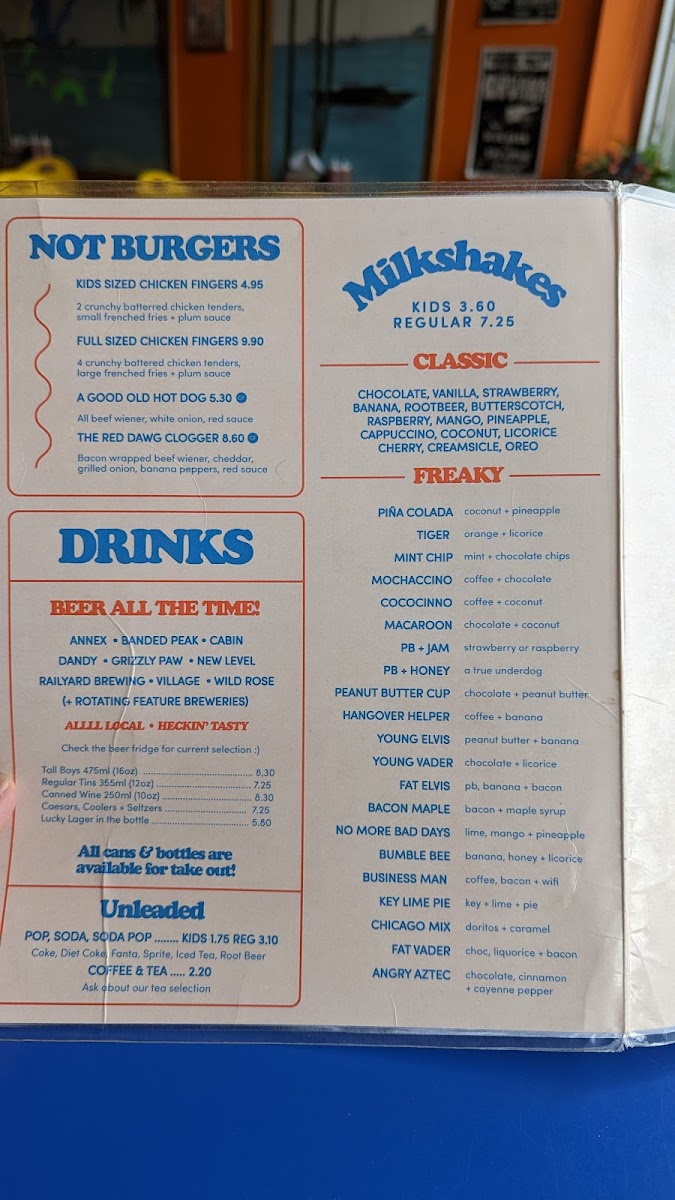 NOT BURGERS
KIDS SIZED CHICKEN FINGERS 4.95
2 crunchy batterred chicken tenders,
small frenched fries + plum sauce
FULL SIZED CHICKEN FINGERS 9.90
4 crunchy battered chicken tenders,
large frenched fries + plum sauce
A GOOD OLD HOT DOG 5.30
All beef wiener, white onion, red sauce
THE RED DAWG CLOGGER 8.60
Bacon wrapped beef wiener, cheddar,
grilled onion, banana peppers, red sauce
DRINKS
BEER ALL THE TIME!
ANNEX • BANDED PEAK • CABIN
DANDY • GRIZZLY PAW • NEW LEVEL
RAILYARD BREWING • VILLAGE • WILD ROSE
(+ ROTATING FEATURE BREWERIES)
ALLLL LOCAL • HECKIN' TASTY
Check the beer fridge for current selection :)
Tall Boys 475ml (16oz) ........ 8.30
Regular Tins 355ml (12oz) ........ 7.25
Canned Wine 250ml (10oz) ........ 8.30
Caesars, Coolers + Seltzers ........ 7.25
Lucky Lager in the bottle ........ 5.80
All cans & bottles are
available for take out!
Unleaded
POP, SODA, SODA POP ........ KIDS 1.75 REG 3.10
Coke, Diet Coke, Fanta, Sprite, Iced Tea, Root Beer
COFFEE & TEA ..... 2.20
Ask about our tea selection
Milkshakes
KIDS 3.60
REGULAR 7.25
CLASSIC
CHOCOLATE, VANILLA, STRAWBERRY,
BANANA, ROOTBEER, BUTTERSCOTCH,
RASPBERRY, MANGO, PINEAPPLE,
CAPPUCCINO, COCONUT, LICORICE
CHERRY, CREAMSICLE, OREO
FREAKY
PIÑA COLADA coconut + pineapple
TIGER orange + licorice
MINT CHIP mint + chocolate chips
MOCHACCINO coffee + chocolate
COCOCINNO coffee + coconut
MACAROON chocolate + coconut
PB + JAM strawberry or raspberry
PB + HONEY a true underdog
PEANUT BUTTER CUP chocolate + peanut butter
HANGOVER HELPER coffee + banana
YOUNG ELVIS peanut butter + banana
YOUNG VADER chocolate + licorice
FAT ELVIS pb, banana + bacon
BACON MAPLE bacon + maple syrup
NO MORE BAD DAYS lime, mango + pineapple
BUMBLE BEE banana, honey + licorice
BUSINESS MAN coffee, bacon + wifi
KEY LIME PIE key + lime + pie
CHICAGO MIX doritos + caramel
FAT VADER choc, liquorice + bacon
ANGRY AZTEC chocolate, cinnamon
+ cayenne pepper